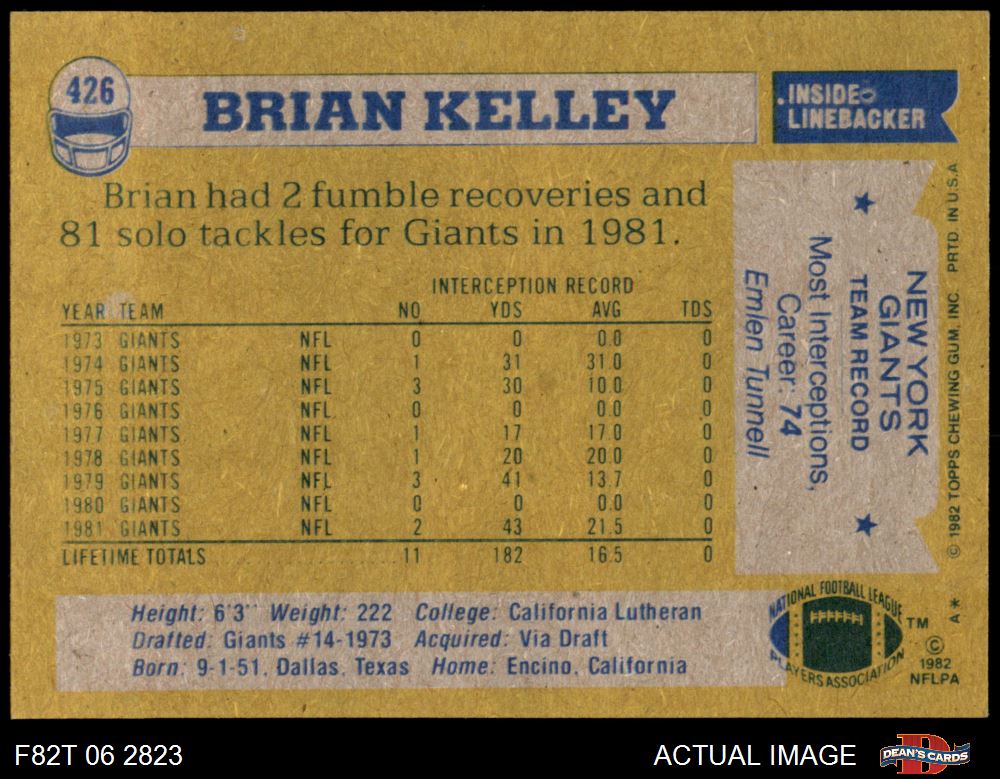 426
BRIAN KELLEY
INSIDE
LINEBACKER
Brian had 2 fumble recoveries and
81 solo tackles for Giants in 1981.
INTERCEPTION RECORD
YEAR TEAM NO YDS AVG TDS
1973 GIANTS NFL 0 0 0.0 0
1974 GIANTS NFL 1 31 31.0 0
1975 GIANTS NFL 3 30 10.0 0
1976 GIANTS NFL 0 0 0.0 0
1977 GIANTS NFL 1 17 17.0 0
1978 GIANTS NFL 1 20 20.0 0
1979 GIANTS NFL 3 41 13.7 0
1980 GIANTS NFL 0 0 0.0 0
1981 GIANTS NFL 2 43 21.5 0
LIFETIME TOTALS 11 182 16.5 0
Height: 6'3" Weight: 222 College: California Lutheran
Drafted: Giants #14-1973 Acquired: Via Draft
Born: 9-1-51, Dallas, Texas Home: Encino, California
NEW YORK
GIANTS
TEAM RECORD
Most Interceptions,
Career: 74
Emlen Tunnell
© 1982 TOPPS CHEWING GUM, INC. PRTD. IN U.S.A.
A*
NATIONAL FOOTBALL LEAGUE
PLAYERS ASSOCIATION
TM
©
1982
NFLPA
F82T 06 2823
ACTUAL IMAGE
D
DEAN'S CARDS